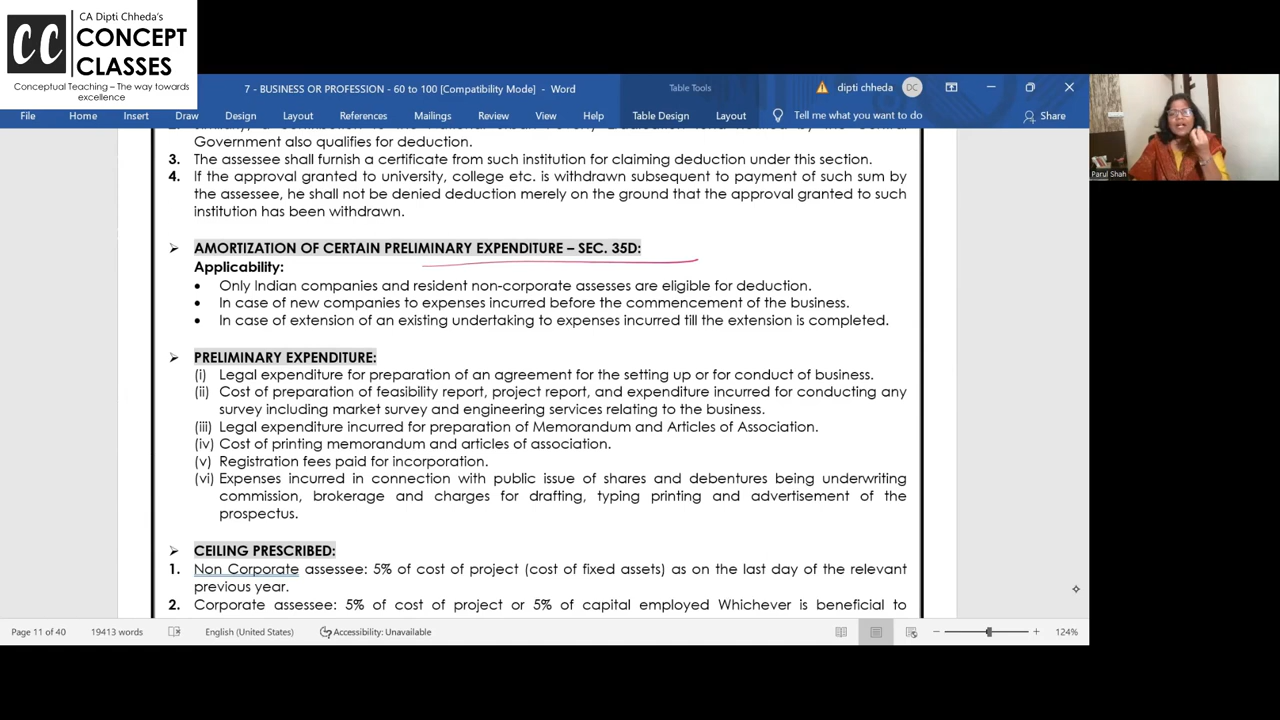 CA Dipti Chheda's
CC CONCEPT
CLASSES
Conceptual Teaching – The way towards
excellence
7 - BUSINESS OR PROFESSION - 60 to 100 [Compatibility Mode] - Word
Table Tools
dipti chheda
DC
File Home Insert Draw Design Layout References Mailings Review View Help Table Design Layout Tell me what you want to do Share
Government also qualifies for deduction.
3. The assessee shall furnish a certificate from such institution for claiming deduction under this section.
4. If the approval granted to university, college etc. is withdrawn subsequent to payment of such sum by
the assessee, he shall not be denied deduction merely on the ground that the approval granted to such
institution has been withdrawn.
➢ AMORTIZATION OF CERTAIN PRELIMINARY EXPENDITURE – SEC. 35D:
Applicability:
• Only Indian companies and resident non-corporate assesses are eligible for deduction.
• In case of new companies to expenses incurred before the commencement of the business.
• In case of extension of an existing undertaking to expenses incurred till the extension is completed.
➢ PRELIMINARY EXPENDITURE:
(i) Legal expenditure for preparation of an agreement for the setting up or for conduct of business.
(ii) Cost of preparation of feasibility report, project report, and expenditure incurred for conducting any
survey including market survey and engineering services relating to the business.
(iii) Legal expenditure incurred for preparation of Memorandum and Articles of Association.
(iv) Cost of printing memorandum and articles of association.
(v) Registration fees paid for incorporation.
(vi) Expenses incurred in connection with public issue of shares and debentures being underwriting
commission, brokerage and charges for drafting, typing printing and advertisement of the
prospectus.
➢ CEILING PRESCRIBED:
1. Non Corporate assessee: 5% of cost of project (cost of fixed assets) as on the last day of the relevant
previous year.
2. Corporate assessee: 5% of cost of project or 5% of capital employed Whichever is beneficial to
Page 11 of 40 19413 words English (United States) Accessibility: Unavailable 124%
Parul Shah